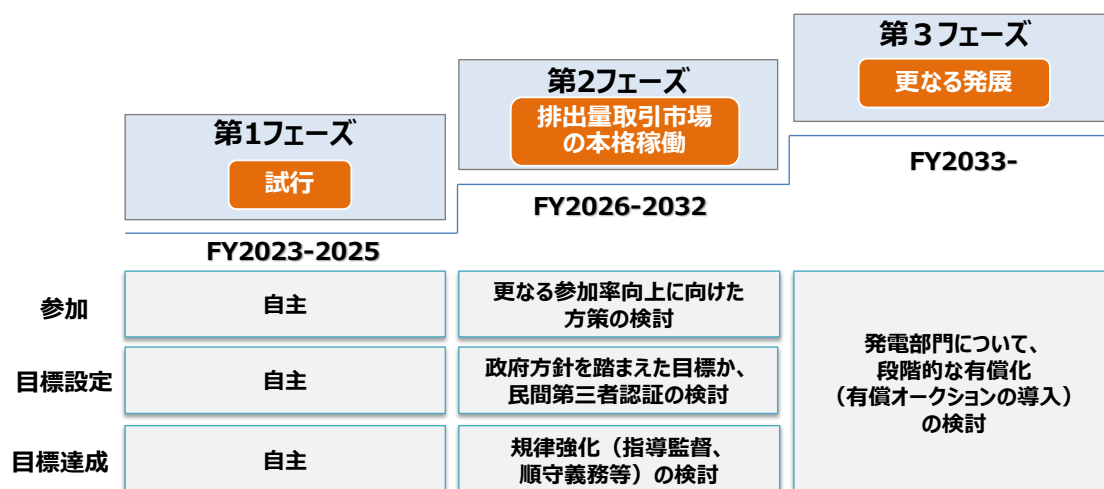 第1フェーズ
試行
FY2023-2025
第2フェーズ
排出量取引市場
の本格稼働
FY2026-2032
第３フェーズ
更なる発展
FY2033-
参加
自主
更なる参加率向上に向けた
方策の検討
目標設定
自主
政府方針を踏まえた目標か、
民間第三者認証の検討
目標達成
自主
規律強化（指導監督、
順守義務等）の検討
発電部門について、
段階的な有償化
（有償オークションの導入）
の検討